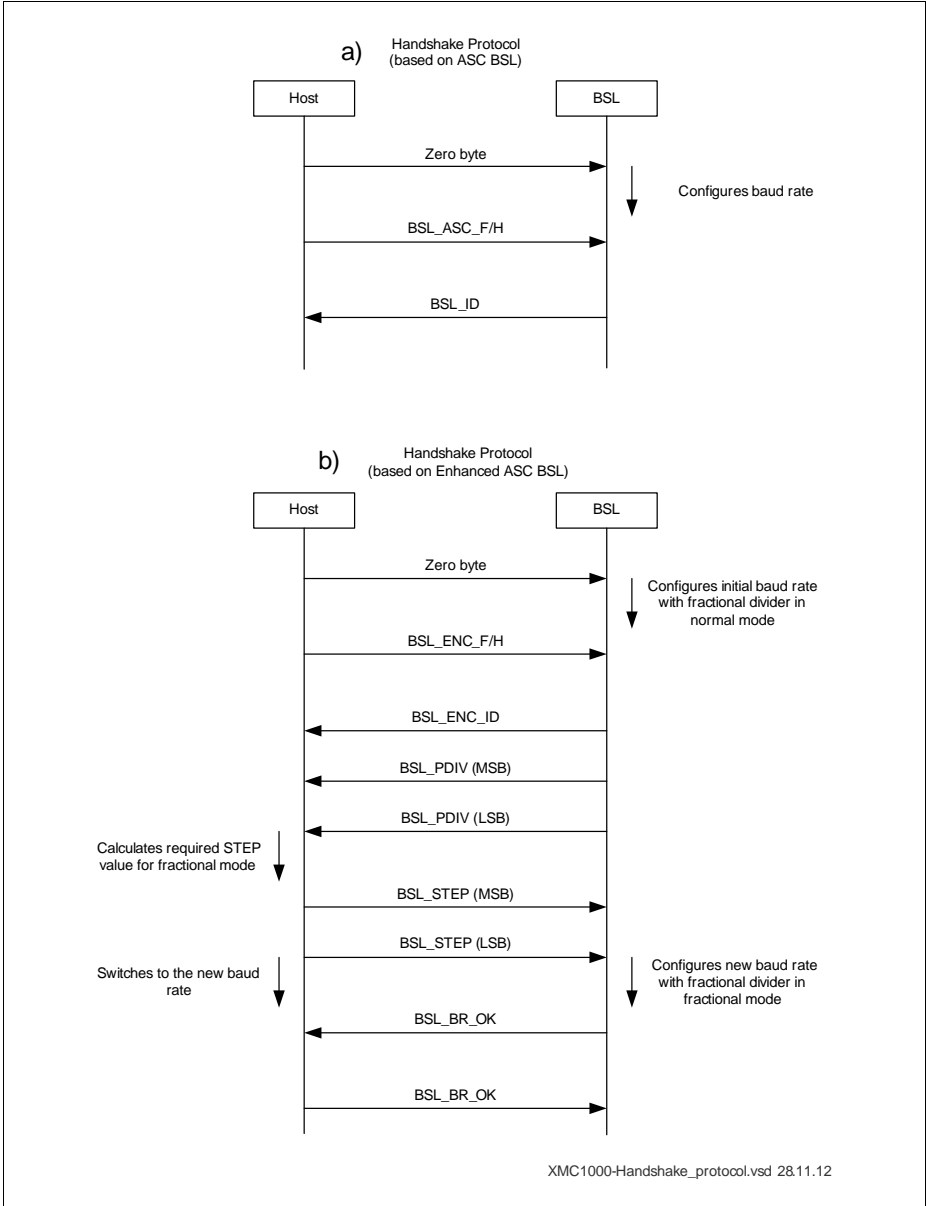 a)
Handshake Protocol
(based on ASC BSL)
Host
BSL
Zero byte
Configures baud rate
BSL_ASC_F/H
BSL_ID
b)
Handshake Protocol
(based on Enhanced ASC BSL)
Host
BSL
Zero byte
Configures initial baud rate
with fractional divider in
normal mode
BSL_ENC_F/H
BSL_ENC_ID
BSL_PDIV (MSB)
BSL_PDIV (LSB)
Calculates required STEP
value for fractional mode
BSL_STEP (MSB)
BSL_STEP (LSB)
Switches to the new baud
rate
Configures new baud rate
with fractional divider in
fractional mode
BSL_BR_OK
BSL_BR_OK
XMC1000-Handshake_protocol.vsd 28.11.12